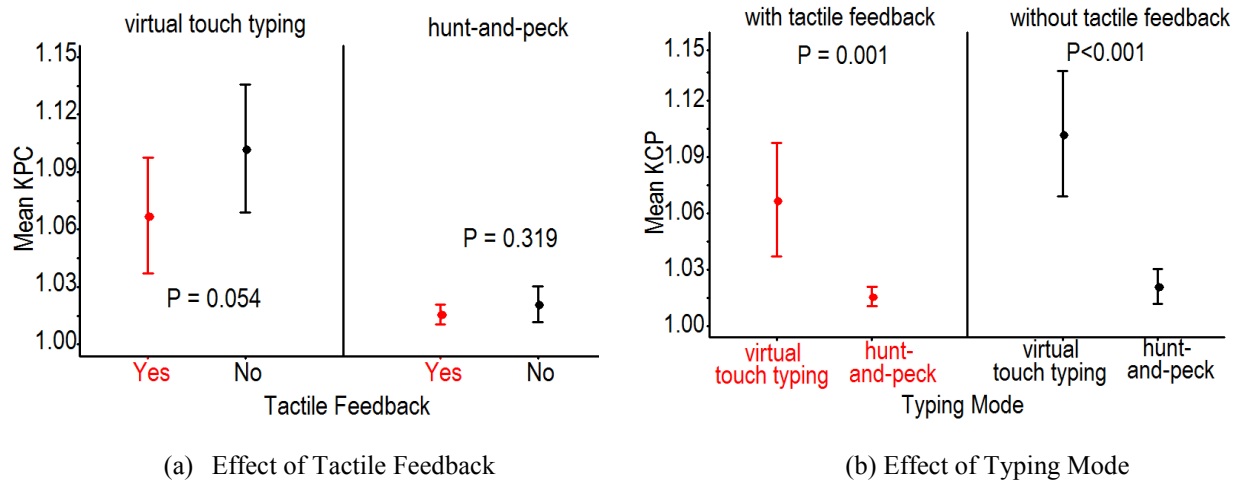 virtual touch typing
hunt-and-peck
1.15
1.12
1.09
1.06
1.03
1.00
Mean KPC
P = 0.054
P = 0.319
Yes
No
Yes
No
Tactile Feedback
(a) Effect of Tactile Feedback
with tactile feedback
without tactile feedback
P = 0.001
P<0.001
1.15
1.12
1.09
1.06
1.03
1.00
Mean KCP
virtual
touch typing
hunt-
and-peck
virtual
touch typing
hunt-
and-peck
Typing Mode
(b) Effect of Typing Mode